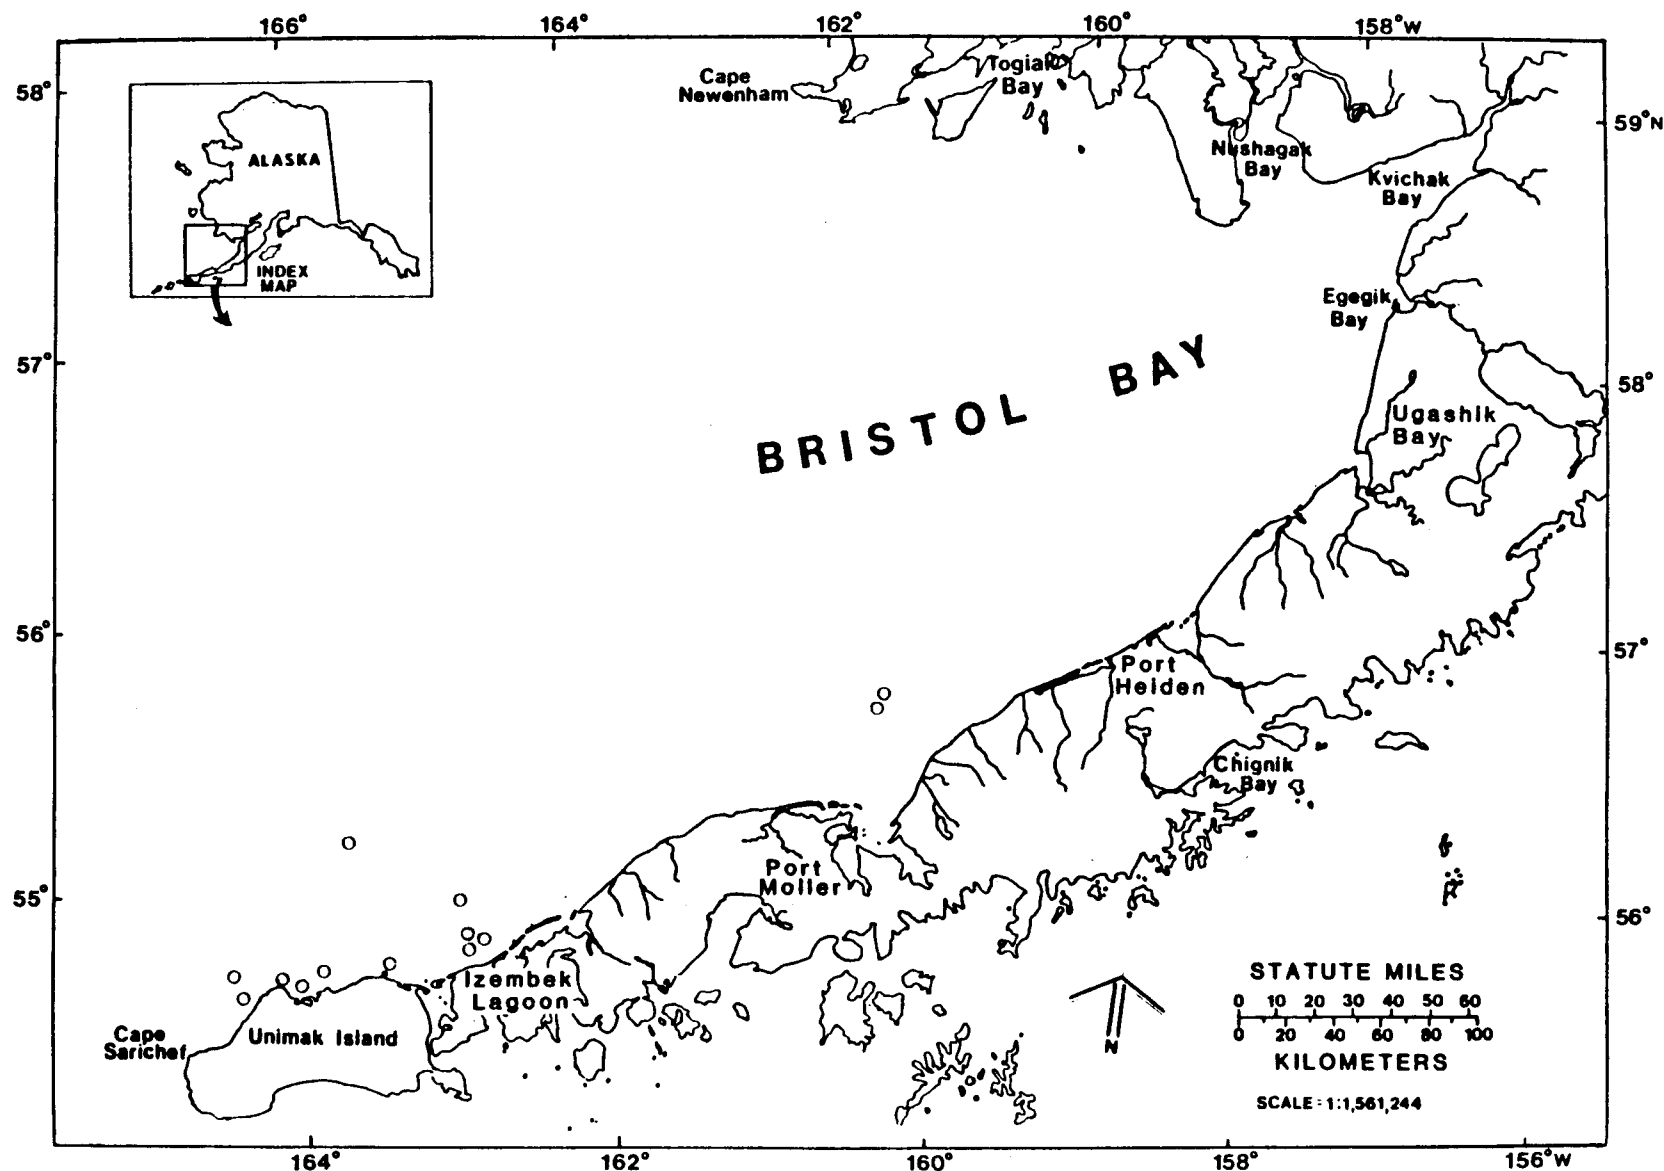 166° 164° 162° 160° 158°W
58°
57°
56°
55°
59°N
58°
57°
56°
164° 162° 160° 158° 156°W
ALASKA
INDEX
MAP
Cape
Newenham
Togiak
Bay
Nushagak
Bay
Kvichak
Bay
Egegik
Bay
BRISTOL BAY
Ugashik
Bay
Port
Heiden
Chignik
Bay
Port
Moller
Izembek
Lagoon
Unimak Island
Cape
Sarichef
N
STATUTE MILES
0 10 20 30 40 50 60
0 20 40 60 80 100
KILOMETERS
SCALE = 1:1,561,244